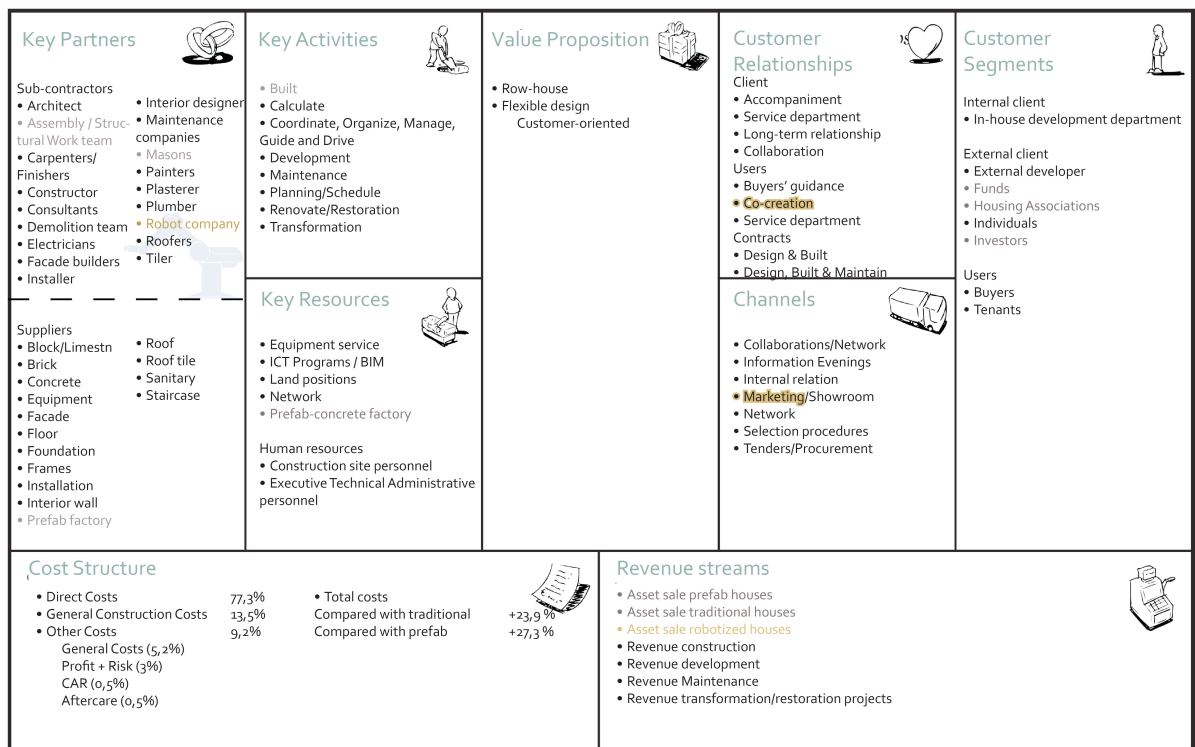 Key Partners
Sub-contractors
• Architect
• Assembly / Struc-
tural Work team
• Carpenters/
Finishers
• Constructor
• Consultants
• Demolition team
• Electricians
• Facade builders
• Installer
• Interior designer
• Maintenance
companies
• Masons
• Painters
• Plasterer
• Plumber
• Robot company
• Roofers
• Tiler
Suppliers
• Block/Limestn
• Brick
• Concrete
• Equipment
• Facade
• Floor
• Foundation
• Frames
• Installation
• Interior wall
• Prefab factory
• Roof
• Roof tile
• Sanitary
• Staircase
Key Activities
• Built
• Calculate
• Coordinate, Organize, Manage,
Guide and Drive
• Development
• Maintenance
• Planning/Schedule
• Renovate/Restoration
• Transformation
Key Resources
• Equipment service
• ICT Programs / BIM
• Land positions
• Network
• Prefab-concrete factory
Human resources
• Construction site personnel
• Executive Technical Administrative
personnel
Value Proposition
• Row-house
• Flexible design
Customer-oriented
Customer
Relationships
Client
• Accompaniment
• Service department
• Long-term relationship
• Collaboration
Users
• Buyers' guidance
• Co-creation
• Service department
Contracts
• Design & Built
• Design, Built & Maintain
Channels
• Collaborations/Network
• Information Evenings
• Internal relation
• Marketing/Showroom
• Network
• Selection procedures
• Tenders/Procurement
Customer
Segments
Internal client
• In-house development department
External client
• External developer
• Funds
• Housing Associations
• Individuals
• Investors
Users
• Buyers
• Tenants
Cost Structure
• Direct Costs 77,3%
• General Construction Costs 13,5%
• Other Costs 9,2%
General Costs (5,2%)
Profit + Risk (3%)
CAR (0,5%)
Aftercare (0,5%)
• Total costs
Compared with traditional +23,9 %
Compared with prefab +27,3 %
Revenue streams
• Asset sale prefab houses
• Asset sale traditional houses
• Asset sale robotized houses
• Revenue construction
• Revenue development
• Revenue Maintenance
• Revenue transformation/restoration projects